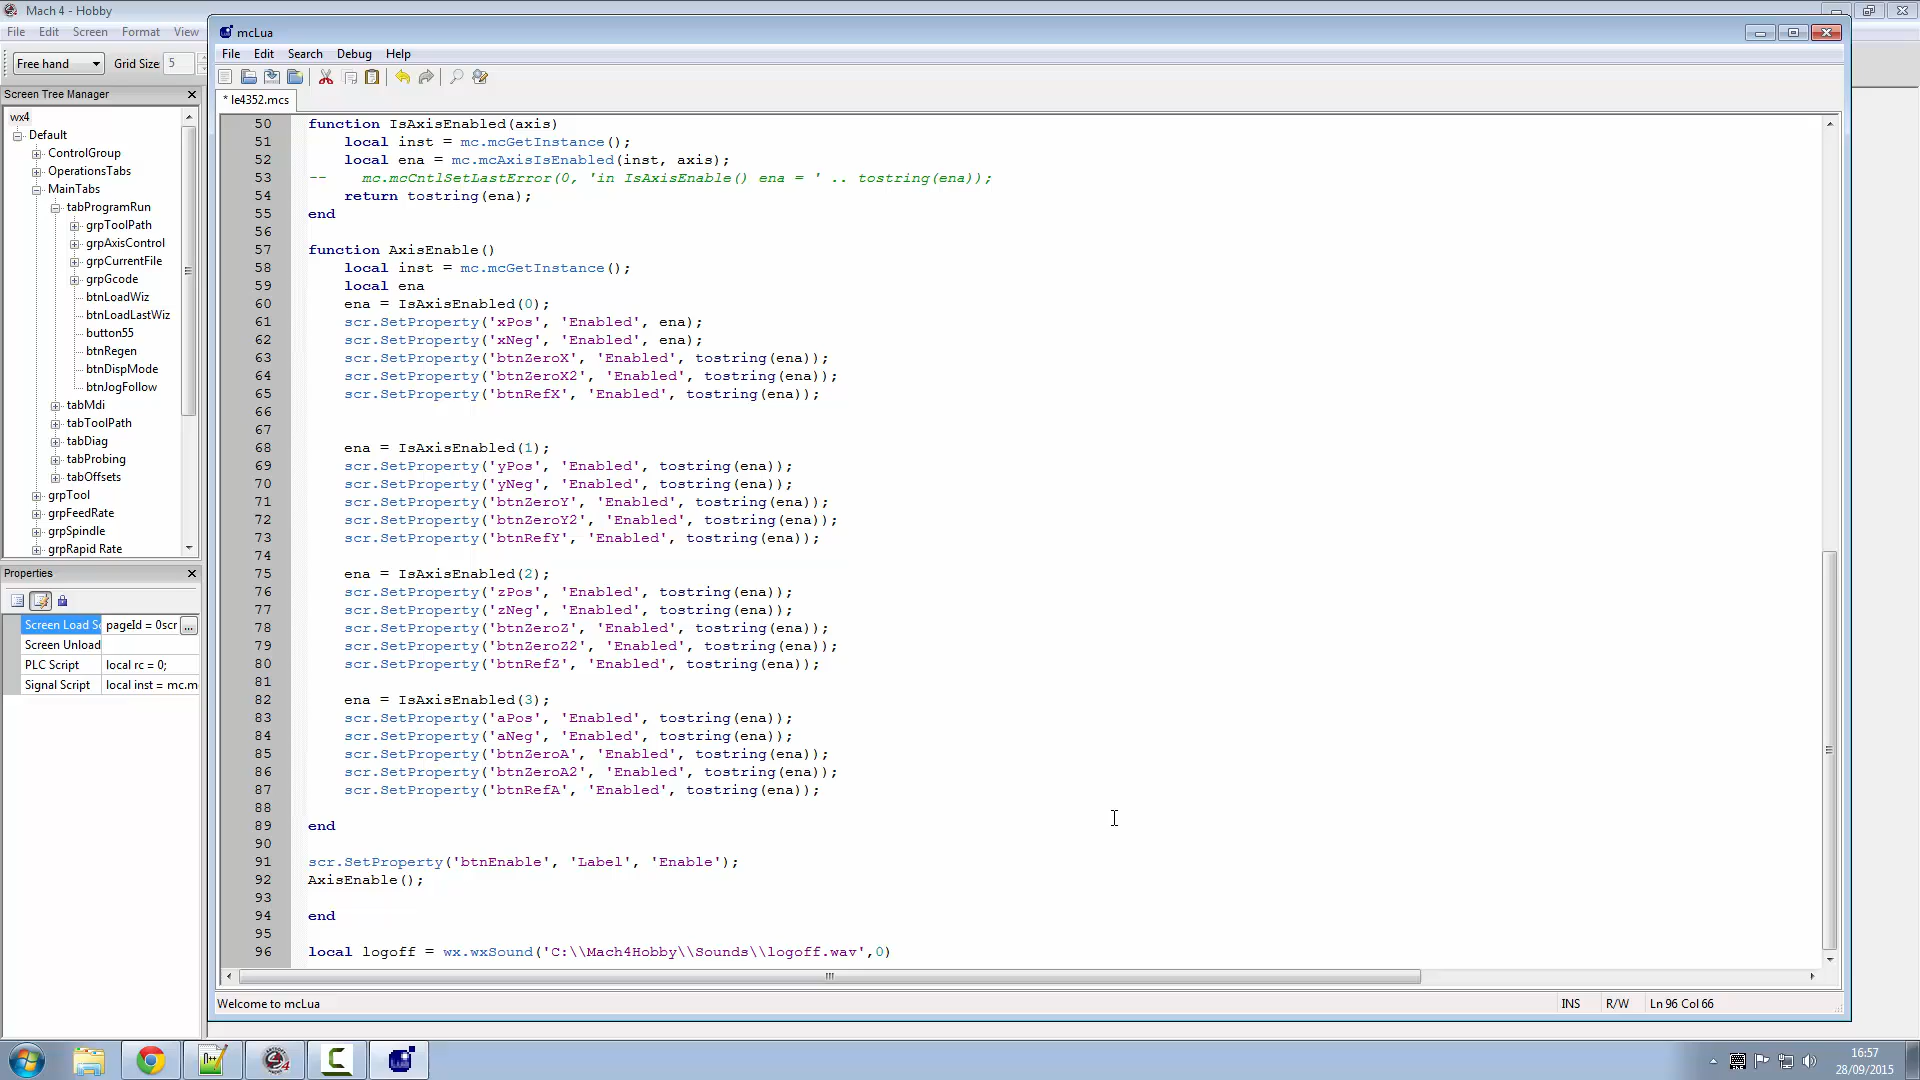 Mach 4 - Hobby
File Edit Screen Format View
Free hand Grid Size 5
Screen Tree Manager
wx4
Default
ControlGroup
OperationsTabs
MainTabs
tabProgramRun
grpToolPath
grpAxisControl
grpCurrentFile
grpGcode
btnLoadWiz
btnLoadLastWiz
button55
btnRegen
btnDispMode
btnJogFollow
tabMdi
tabToolPath
tabDiag
tabProbing
tabOffsets
grpTool
grpFeedRate
grpSpindle
grpRapid Rate
Properties
Screen Load Sc pageId = 0scr ...
Screen Unload
PLC Script local rc = 0;
Signal Script local inst = mc.m
mcLua
File Edit Search Debug Help
* le4352.mcs
50 function IsAxisEnabled(axis)
51 local inst = mc.mcGetInstance();
52 local ena = mc.mcAxisIsEnabled(inst, axis);
53 -- mc.mcCntlSetLastError(0, 'in IsAxisEnable() ena = ' .. tostring(ena));
54 return tostring(ena);
55 end
56
57 function AxisEnable()
58 local inst = mc.mcGetInstance();
59 local ena
60 ena = IsAxisEnabled(0);
61 scr.SetProperty('xPos', 'Enabled', ena);
62 scr.SetProperty('xNeg', 'Enabled', ena);
63 scr.SetProperty('btnZeroX', 'Enabled', tostring(ena));
64 scr.SetProperty('btnZeroX2', 'Enabled', tostring(ena));
65 scr.SetProperty('btnRefX', 'Enabled', tostring(ena));
66
67
68 ena = IsAxisEnabled(1);
69 scr.SetProperty('yPos', 'Enabled', tostring(ena));
70 scr.SetProperty('yNeg', 'Enabled', tostring(ena));
71 scr.SetProperty('btnZeroY', 'Enabled', tostring(ena));
72 scr.SetProperty('btnZeroY2', 'Enabled', tostring(ena));
73 scr.SetProperty('btnRefY', 'Enabled', tostring(ena));
74
75 ena = IsAxisEnabled(2);
76 scr.SetProperty('zPos', 'Enabled', tostring(ena));
77 scr.SetProperty('zNeg', 'Enabled', tostring(ena));
78 scr.SetProperty('btnZeroZ', 'Enabled', tostring(ena));
79 scr.SetProperty('btnZeroZ2', 'Enabled', tostring(ena));
80 scr.SetProperty('btnRefZ', 'Enabled', tostring(ena));
81
82 ena = IsAxisEnabled(3);
83 scr.SetProperty('aPos', 'Enabled', tostring(ena));
84 scr.SetProperty('aNeg', 'Enabled', tostring(ena));
85 scr.SetProperty('btnZeroA', 'Enabled', tostring(ena));
86 scr.SetProperty('btnZeroA2', 'Enabled', tostring(ena));
87 scr.SetProperty('btnRefA', 'Enabled', tostring(ena));
88
89 end
90
91 scr.SetProperty('btnEnable', 'Label', 'Enable');
92 AxisEnable();
93
94 end
95
96 local logoff = wx.wxSound('C:\\Mach4Hobby\\Sounds\\logoff.wav',0)
Welcome to mcLua INS R/W Ln 96 Col 66
16:57
28/09/2015